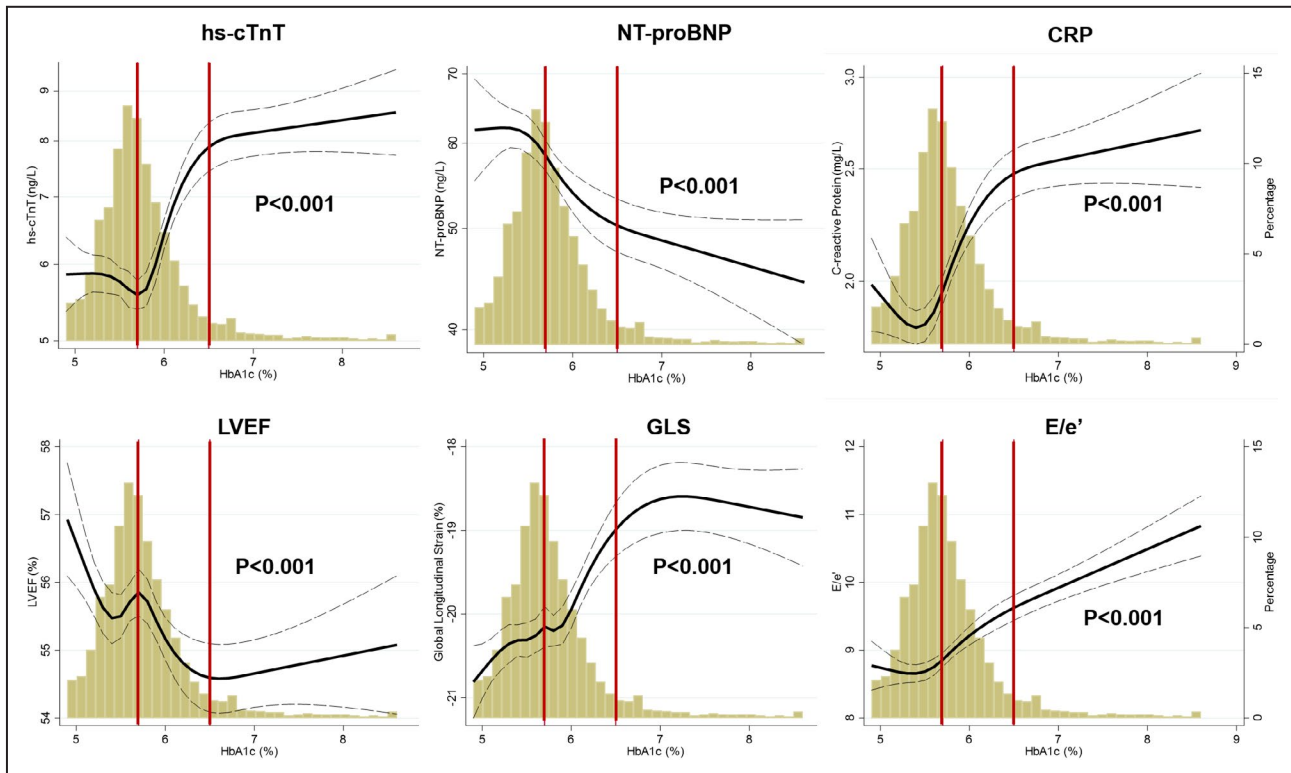 hs-cTnT
hs-cTnT (ng/L)
9
8
7
6
5
P<0.001
5 6 7 8
HbA1c (%)
NT-proBNP
NT-proBNP (ng/L)
70
60
50
40
P<0.001
5 6 7 8
HbA1c (%)
CRP
C-reactive Protein (mg/L)
3.0
2.5
2.0
P<0.001
15
10
5
0
Percentage
5 6 7 8 9
HbA1c (%)
LVEF
LVEF (%)
58
57
56
55
54
P<0.001
5 6 7 8
HbA1c (%)
GLS
Global Longitudinal Strain (%)
-18
-19
-20
-21
P<0.001
5 6 7 8
HbA1c (%)
E/e'
E/e'
12
11
10
9
8
P<0.001
15
10
5
0
Percentage
5 6 7 8 9
HbA1c (%)